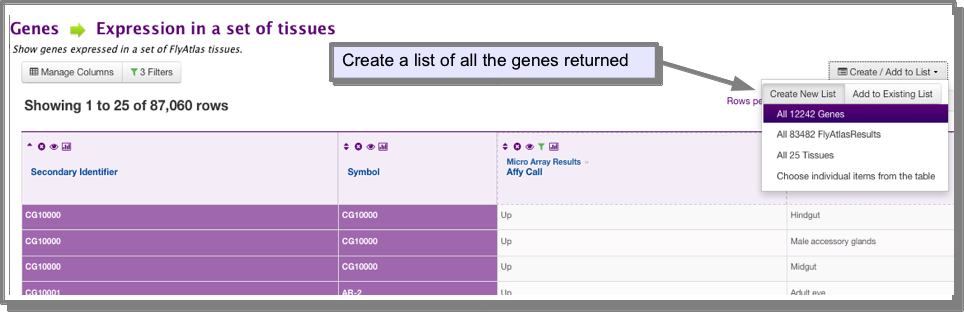 Genes Expression in a set of tissues
Show genes expressed in a set of FlyAtlas tissues.
Create a list of all the genes returned
Manage Columns 3 Filters
Create / Add to List
Showing 1 to 25 of 87,060 rows
Rows pe
Create New List Add to Existing List
All 12242 Genes
All 83482 FlyAtlasResults
All 25 Tissues
Choose individual items from the table
Secondary Identifier
Symbol
Micro Array Results
Affy Call
CG10000 CG10000 Up Hindgut
CG10000 CG10000 Up Male accessory glands
CG10000 CG10000 Up Midgut
CG10001 AR-2 Up Adult eye